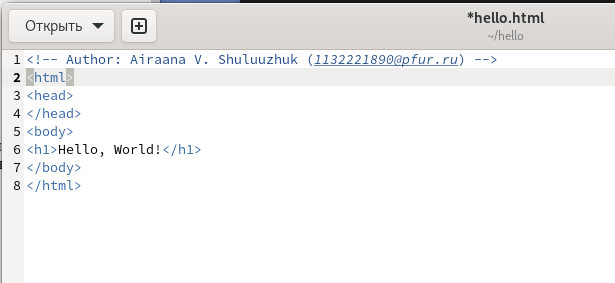 Открыть
*hello.html
~/hello
1 <!-- Author: Airaana V. Shuluuzhuk (1132221890@pfur.ru) -->
2 <html>
3 <head>
4 </head>
5 <body>
6 <h1>Hello, World!</h1>
7 </body>
8 </html>